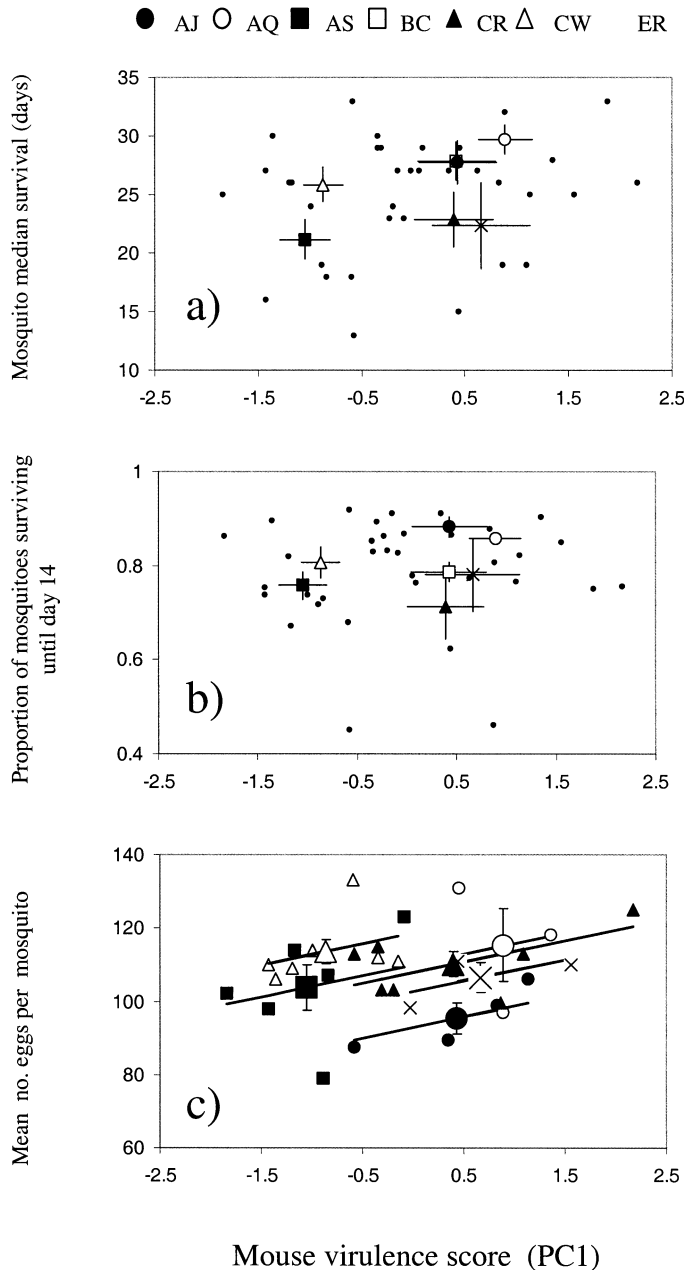 AJ AQ AS BC CR CW ER
Mosquito median survival (days)
35
30
25
20
15
10
a)
-2.5 -1.5 -0.5 0.5 1.5 2.5
Proportion of mosquitoes surviving
until day 14
1
0.8
0.6
0.4
b)
-2.5 -1.5 -0.5 0.5 1.5 2.5
Mean no. eggs per mosquito
140
120
100
80
60
c)
-2.5 -1.5 -0.5 0.5 1.5 2.5
Mouse virulence score (PC1)